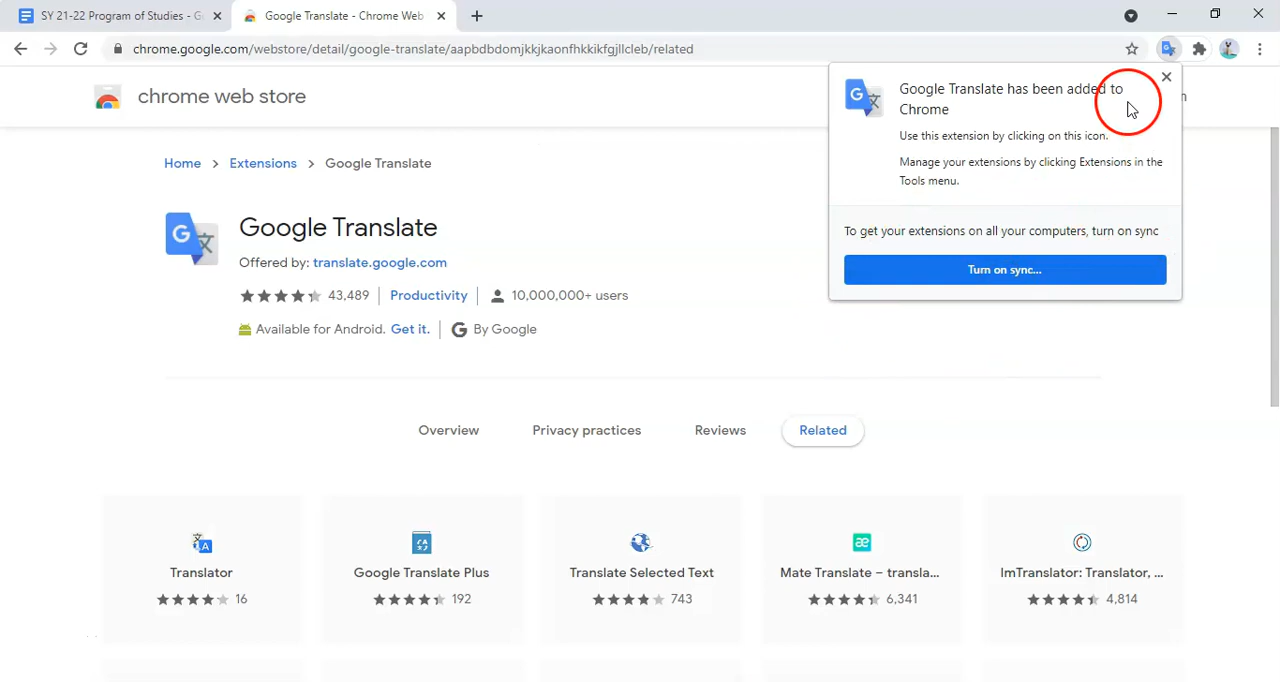 SY 21-22 Program of Studies - G
Google Translate - Chrome Web
chrome.google.com/webstore/detail/google-translate/aapbdbdomjkkjkaonfhkkikfgjllcleb/related
chrome web store
Google Translate has been added to
Chrome
Use this extension by clicking on this icon.
Manage your extensions by clicking Extensions in the
Tools menu.
To get your extensions on all your computers, turn on sync
Turn on sync...
Home > Extensions > Google Translate
Google Translate
Offered by: translate.google.com
43,489 Productivity 10,000,000+ users
Available for Android. Get it. G By Google
Overview Privacy practices Reviews Related
Translator Google Translate Plus Translate Selected Text Mate Translate – transla... ImTranslator: Translator, ...
16 192 743 6,341 4,814